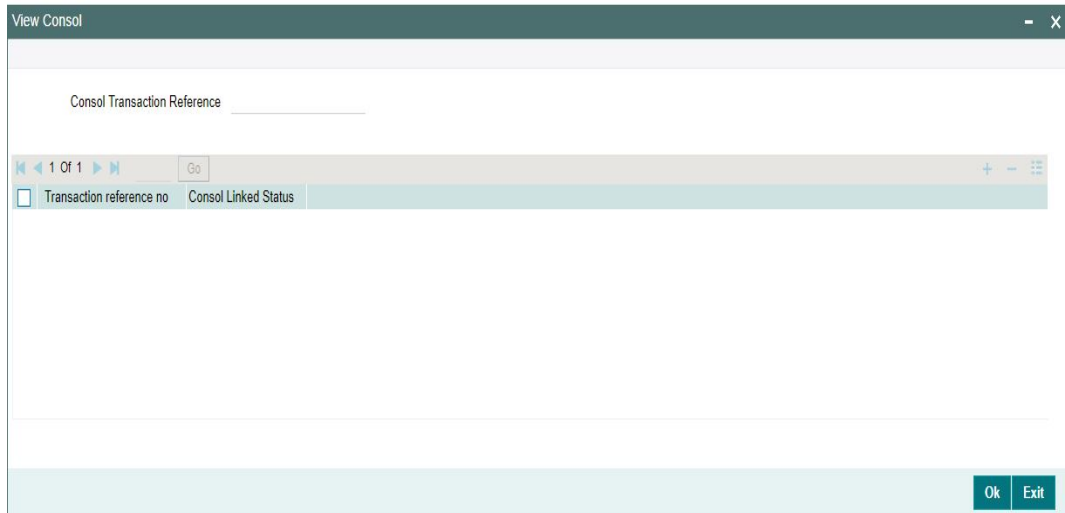 View Consol
Consol Transaction Reference
1 Of 1 Go
Transaction reference no Consol Linked Status
Ok Exit